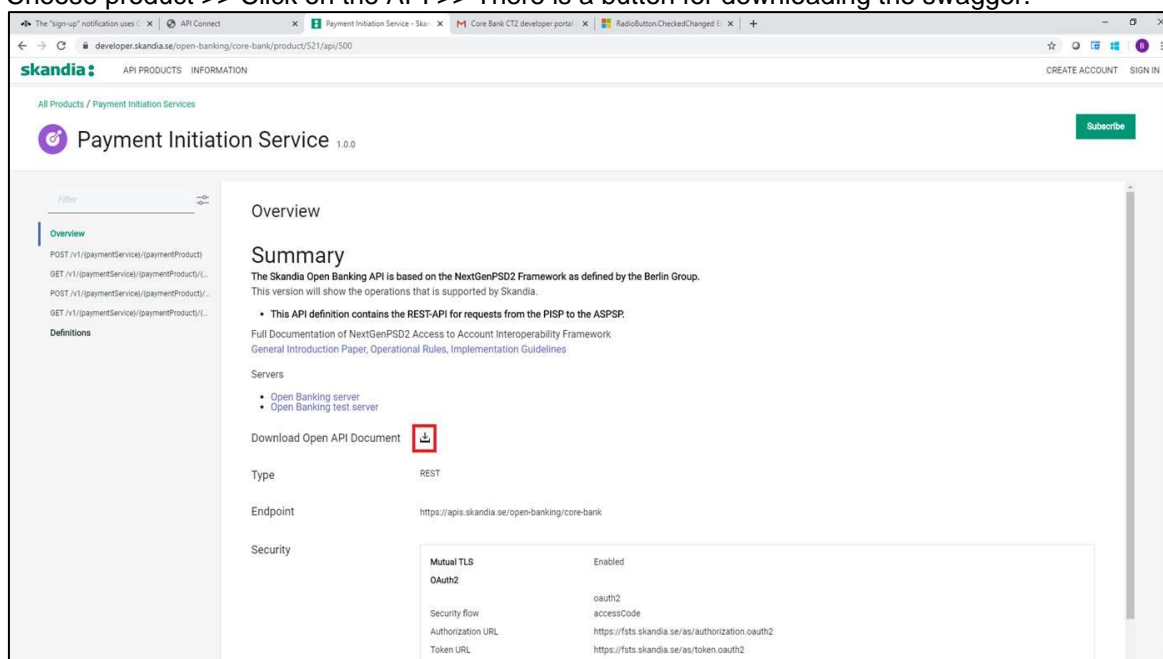 Choose product >> Click on the API >> There is a button for downloading the swagger.
The "sign-up" notification uses C
API Connect
Payment Initiation Service - Skan
Core Bank CT2 developer portal
RadioButton.CheckedChanged E
developer.skandia.se/open-banking/core-bank/product/521/api/500
skandia: API PRODUCTS INFORMATION CREATE ACCOUNT SIGN IN
All Products / Payment Initiation Services
Payment Initiation Service 1.0.0
Subscribe
Filter
Overview
POST /v1/{paymentService}/{paymentProduct}
GET /v1/{paymentService}/{paymentProduct}/{...
POST /v1/{paymentService}/{paymentProduct}/...
GET /v1/{paymentService}/{paymentProduct}/{...
Definitions
Overview
Summary
The Skandia Open Banking API is based on the NextGenPSD2 Framework as defined by the Berlin Group.
This version will show the operations that is supported by Skandia.
• This API definition contains the REST-API for requests from the PISP to the ASPSP.
Full Documentation of NextGenPSD2 Access to Account Interoperability Framework
General Introduction Paper, Operational Rules, Implementation Guidelines
Servers
• Open Banking server
• Open Banking test server
Download Open API Document
Type REST
Endpoint https://apis.skandia.se/open-banking/core-bank
Security
Mutual TLS Enabled
OAuth2
oauth2
Security flow accessCode
Authorization URL https://fsts.skandia.se/as/authorization.oauth2
Token URL https://fsts.skandia.se/as/token.oauth2